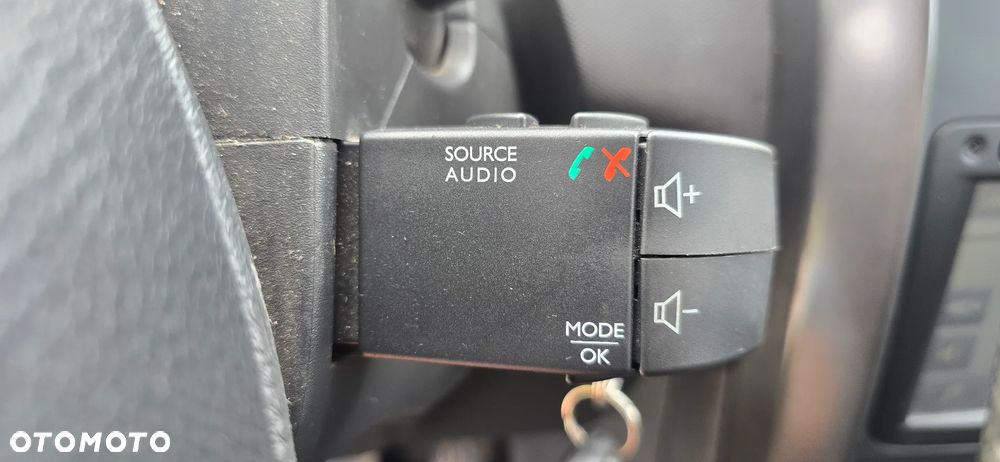 SOURCE
AUDIO
+
-
MODE
OK
OTOMOTO